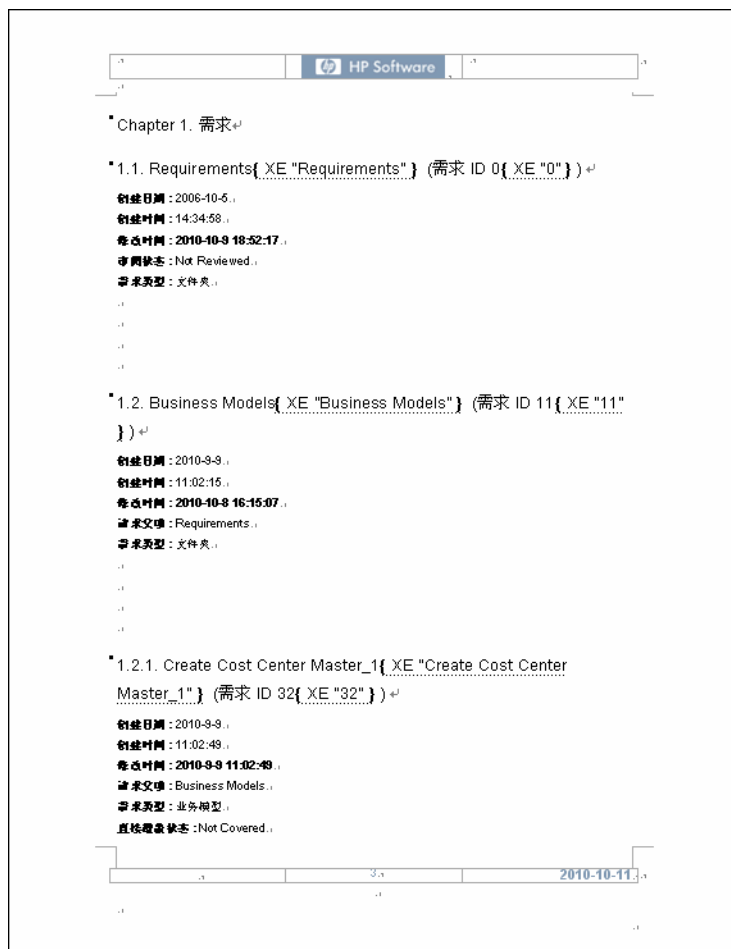 HP Software
Chapter 1. 需求
1.1. Requirements{ XE "Requirements" } (需求 ID 0{ XE "0" } )
创建日期 : 2006-10-5
创建时间 : 14:34:58
修改时间 : 2010-10-9 18:52:17
审阅状态 : Not Reviewed
需求类型 : 文件夹
1.2. Business Models{ XE "Business Models" } (需求 ID 11{ XE "11"
} )
创建日期 : 2010-9-9
创建时间 : 11:02:15
修改时间 : 2010-10-8 16:15:07
需求父项 : Requirements
需求类型 : 文件夹
1.2.1. Create Cost Center Master_1{ XE "Create Cost Center
Master_1" } (需求 ID 32{ XE "32" } )
创建日期 : 2010-9-9
创建时间 : 11:02:49
修改时间 : 2010-9-9 11:02:49
需求父项 : Business Models
需求类型 : 业务模型
直接覆盖状态 : Not Covered
3
2010-10-11